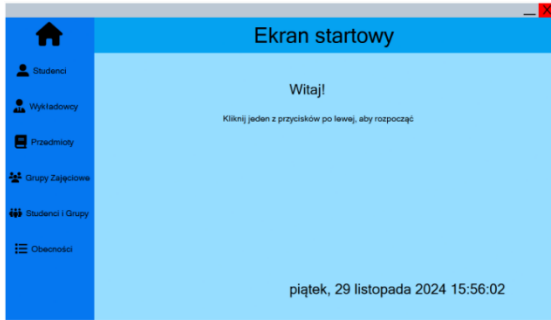 X
Ekran startowy
Studenci
Wykładowcy
Przedmioty
Grupy Zajęciowe
Studenci i Grupy
Obecności
Witaj!
Kliknij jeden z przycisków po lewej, aby rozpocząć
piątek, 29 listopada 2024 15:56:02